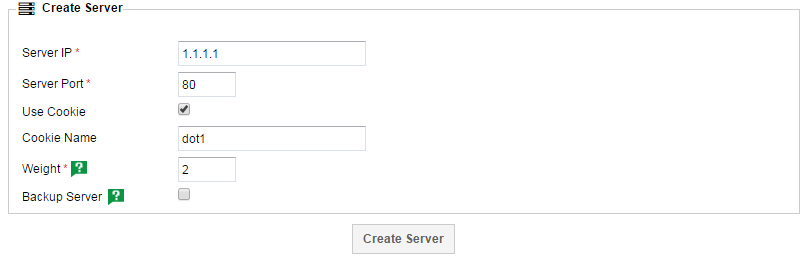 Create Server
Server IP * 1.1.1.1
Server Port * 80
Use Cookie
Cookie Name dot1
Weight * ? 2
Backup Server ?
Create Server